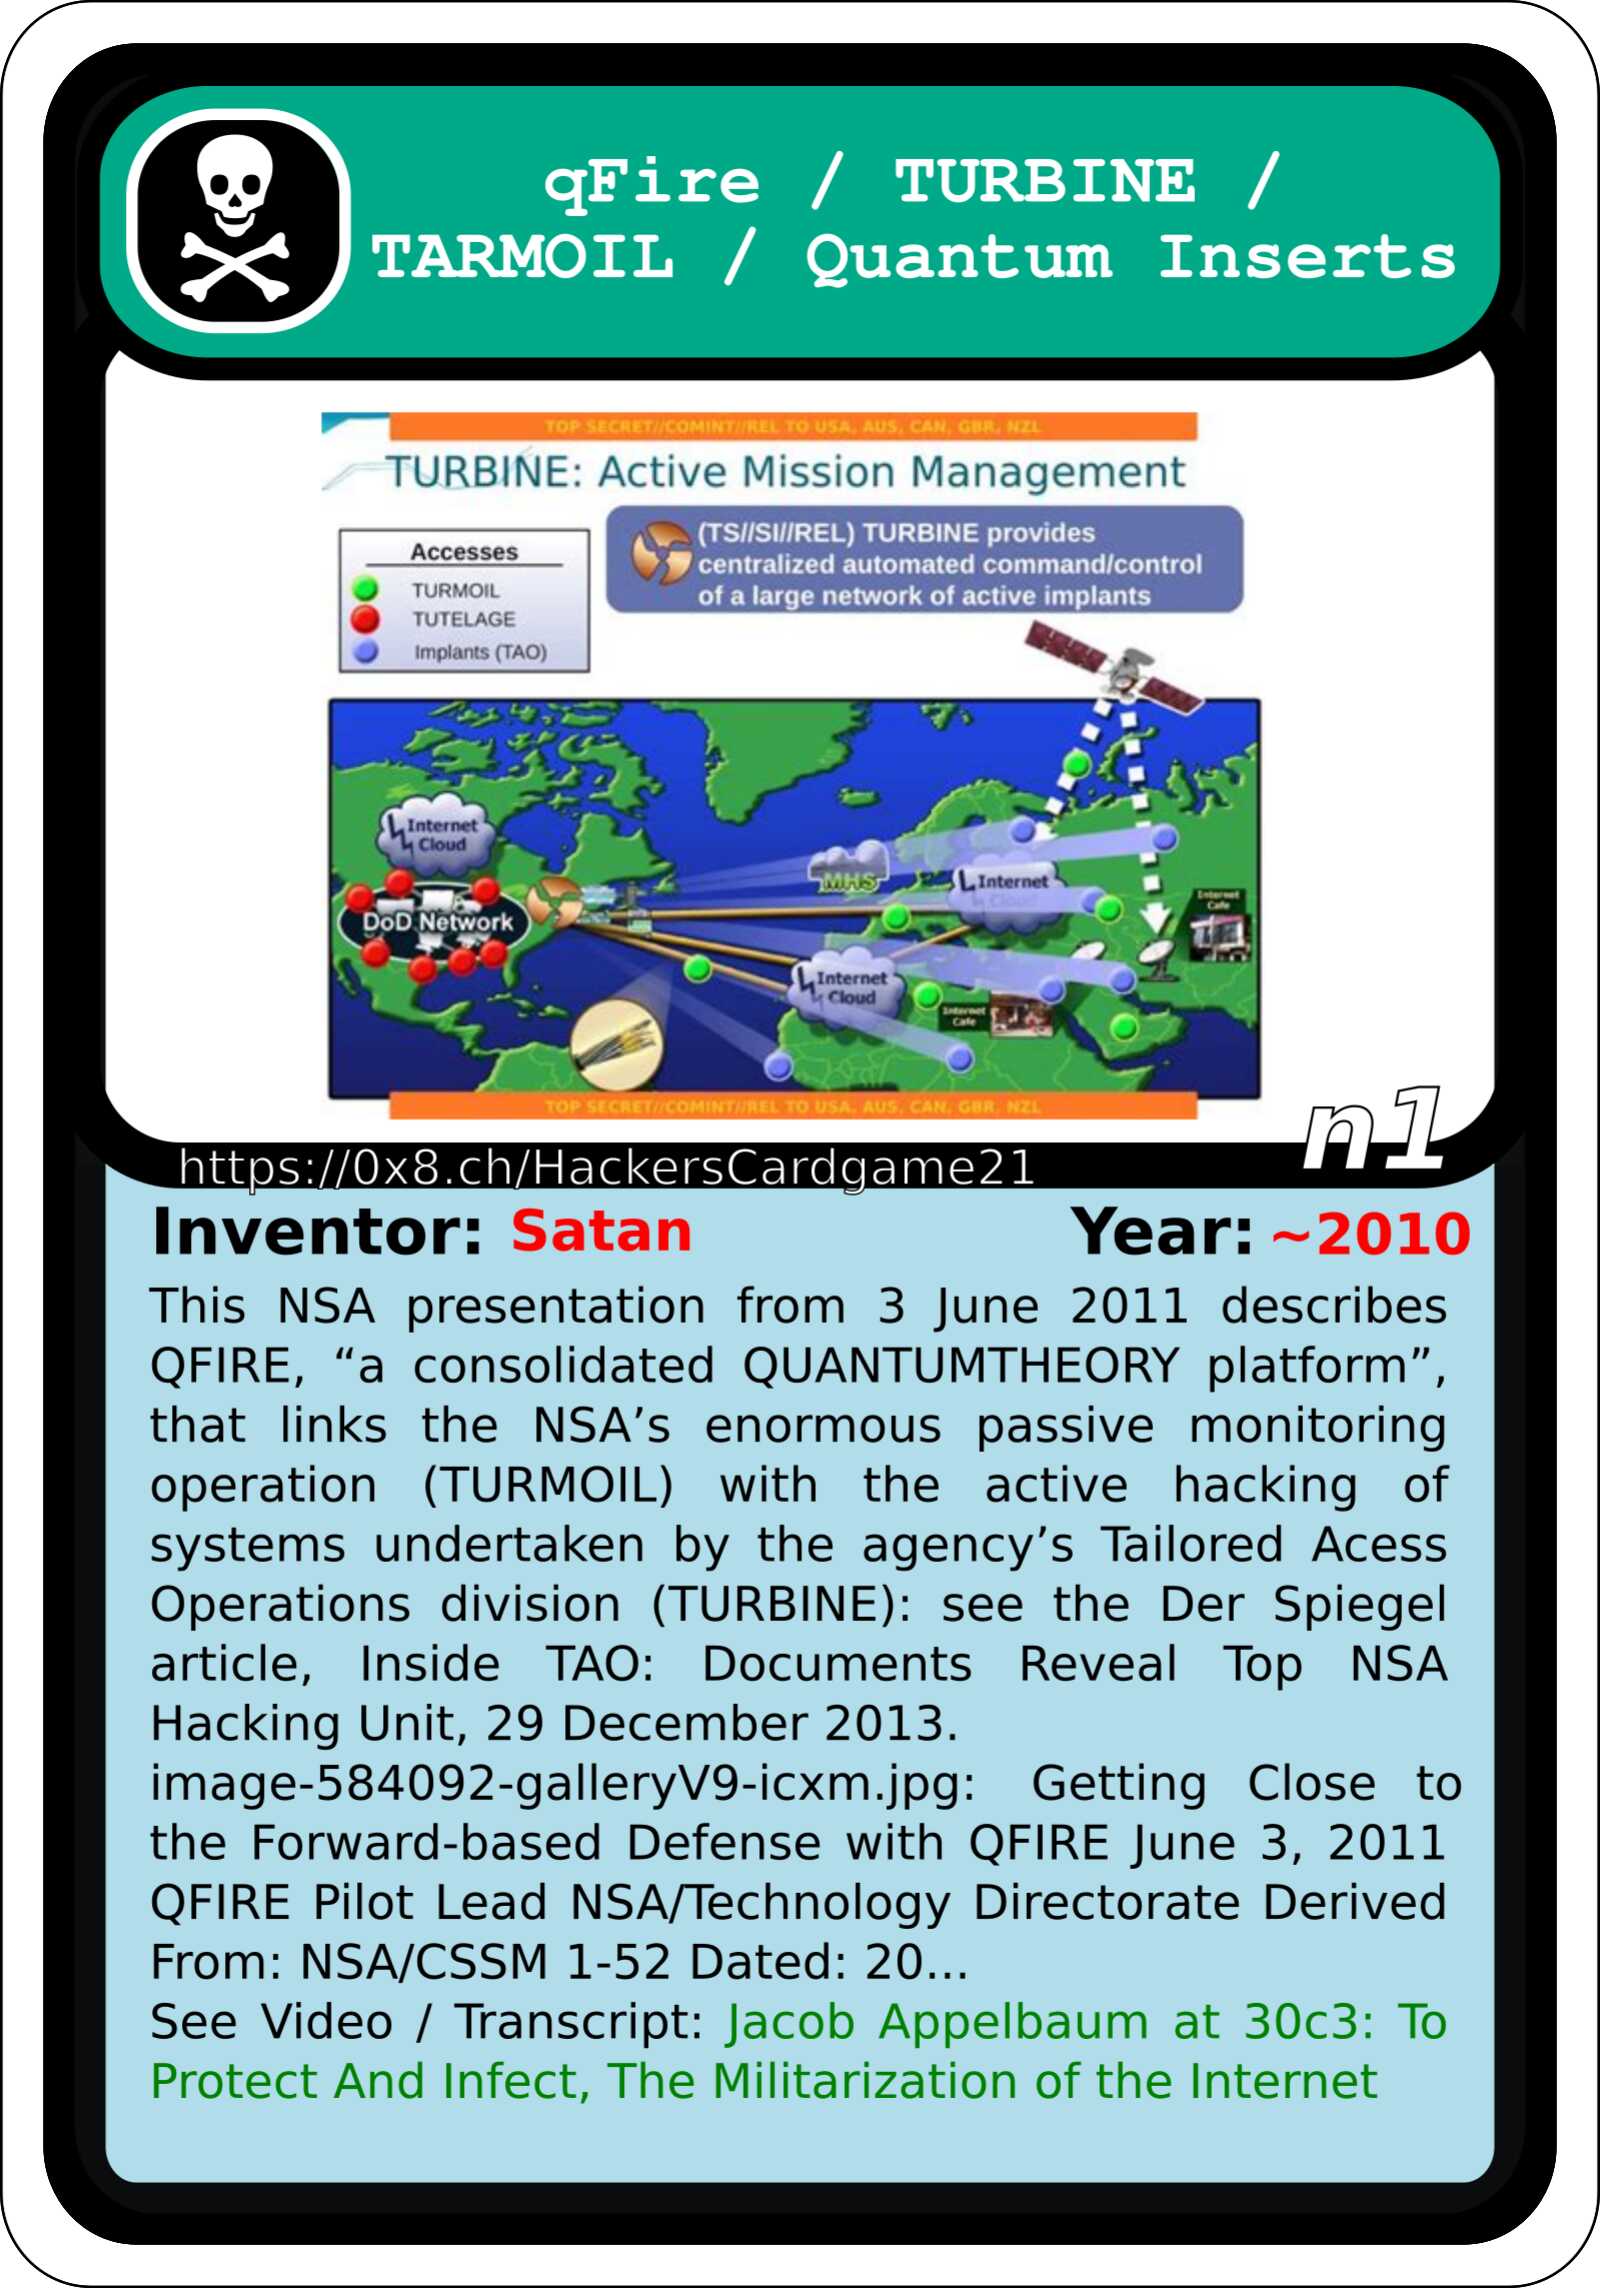 qFire / TURBINE /
TARMOIL / Quantum Inserts
TOP SECRET//COMINT//REL TO USA, AUS, CAN, GBR, NZL
TURBINE: Active Mission Management
Accesses
TURMOIL
TUTELAGE
Implants (TAO)
(TS//SI//REL) TURBINE provides
centralized automated command/control
of a large network of active implants
Internet
Cloud
DoD Network
MHS
Internet
Cloud
Internet
Cafe
Internet
Cloud
Internet
Cafe
TOP SECRET//COMINT//REL TO USA, AUS, CAN, GBR, NZL
n1
https://0x8.ch/HackersCardgame21
Inventor: Satan Year: ~2010
This NSA presentation from 3 June 2011 describes
QFIRE, “a consolidated QUANTUMTHEORY platform”,
that links the NSA’s enormous passive monitoring
operation (TURMOIL) with the active hacking of
systems undertaken by the agency’s Tailored Acess
Operations division (TURBINE): see the Der Spiegel
article, Inside TAO: Documents Reveal Top NSA
Hacking Unit, 29 December 2013.
image-584092-galleryV9-icxm.jpg: Getting Close to
the Forward-based Defense with QFIRE June 3, 2011
QFIRE Pilot Lead NSA/Technology Directorate Derived
From: NSA/CSSM 1-52 Dated: 20...
See Video / Transcript: Jacob Appelbaum at 30c3: To
Protect And Infect, The Militarization of the Internet